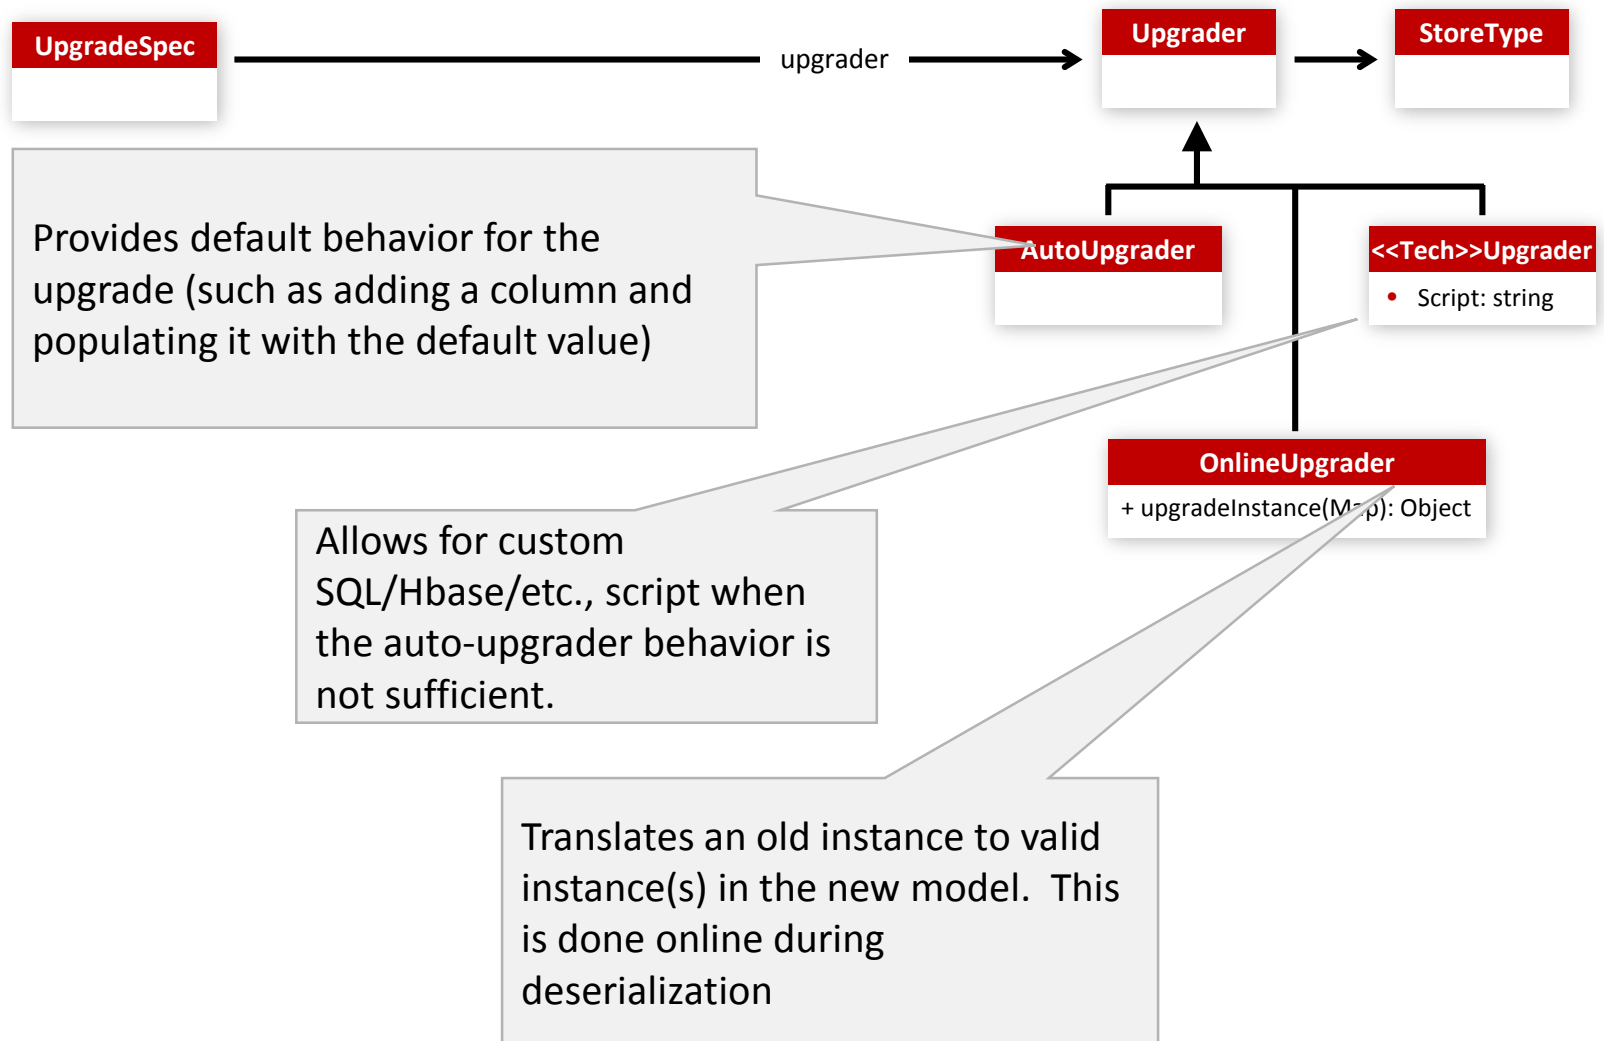 UpgradeSpec
upgrader
Upgrader
StoreType
Provides default behavior for the
upgrade (such as adding a column and
populating it with the default value)
AutoUpgrader
<<Tech>>Upgrader
• Script: string
OnlineUpgrader
+ upgradeInstance(Map): Object
Allows for custom
SQL/Hbase/etc., script when
the auto-upgrader behavior is
not sufficient.
Translates an old instance to valid
instance(s) in the new model.  This
is done online during
deserialization